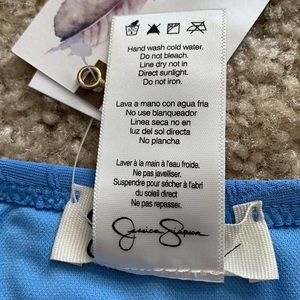 Hand wash cold water.
Do not bleach.
Line dry not in
Direct sunlight.
Do not iron.
Lava a mano con agua fria
No use blanqueador
Linea seca no en
luz del sol directa
No plancha
Laver à la main à l'eau froide.
Ne pas javelliser.
Suspendre pour sécher à l'abri
du soleil direct
Ne pas repasser.
Jessica Simpson